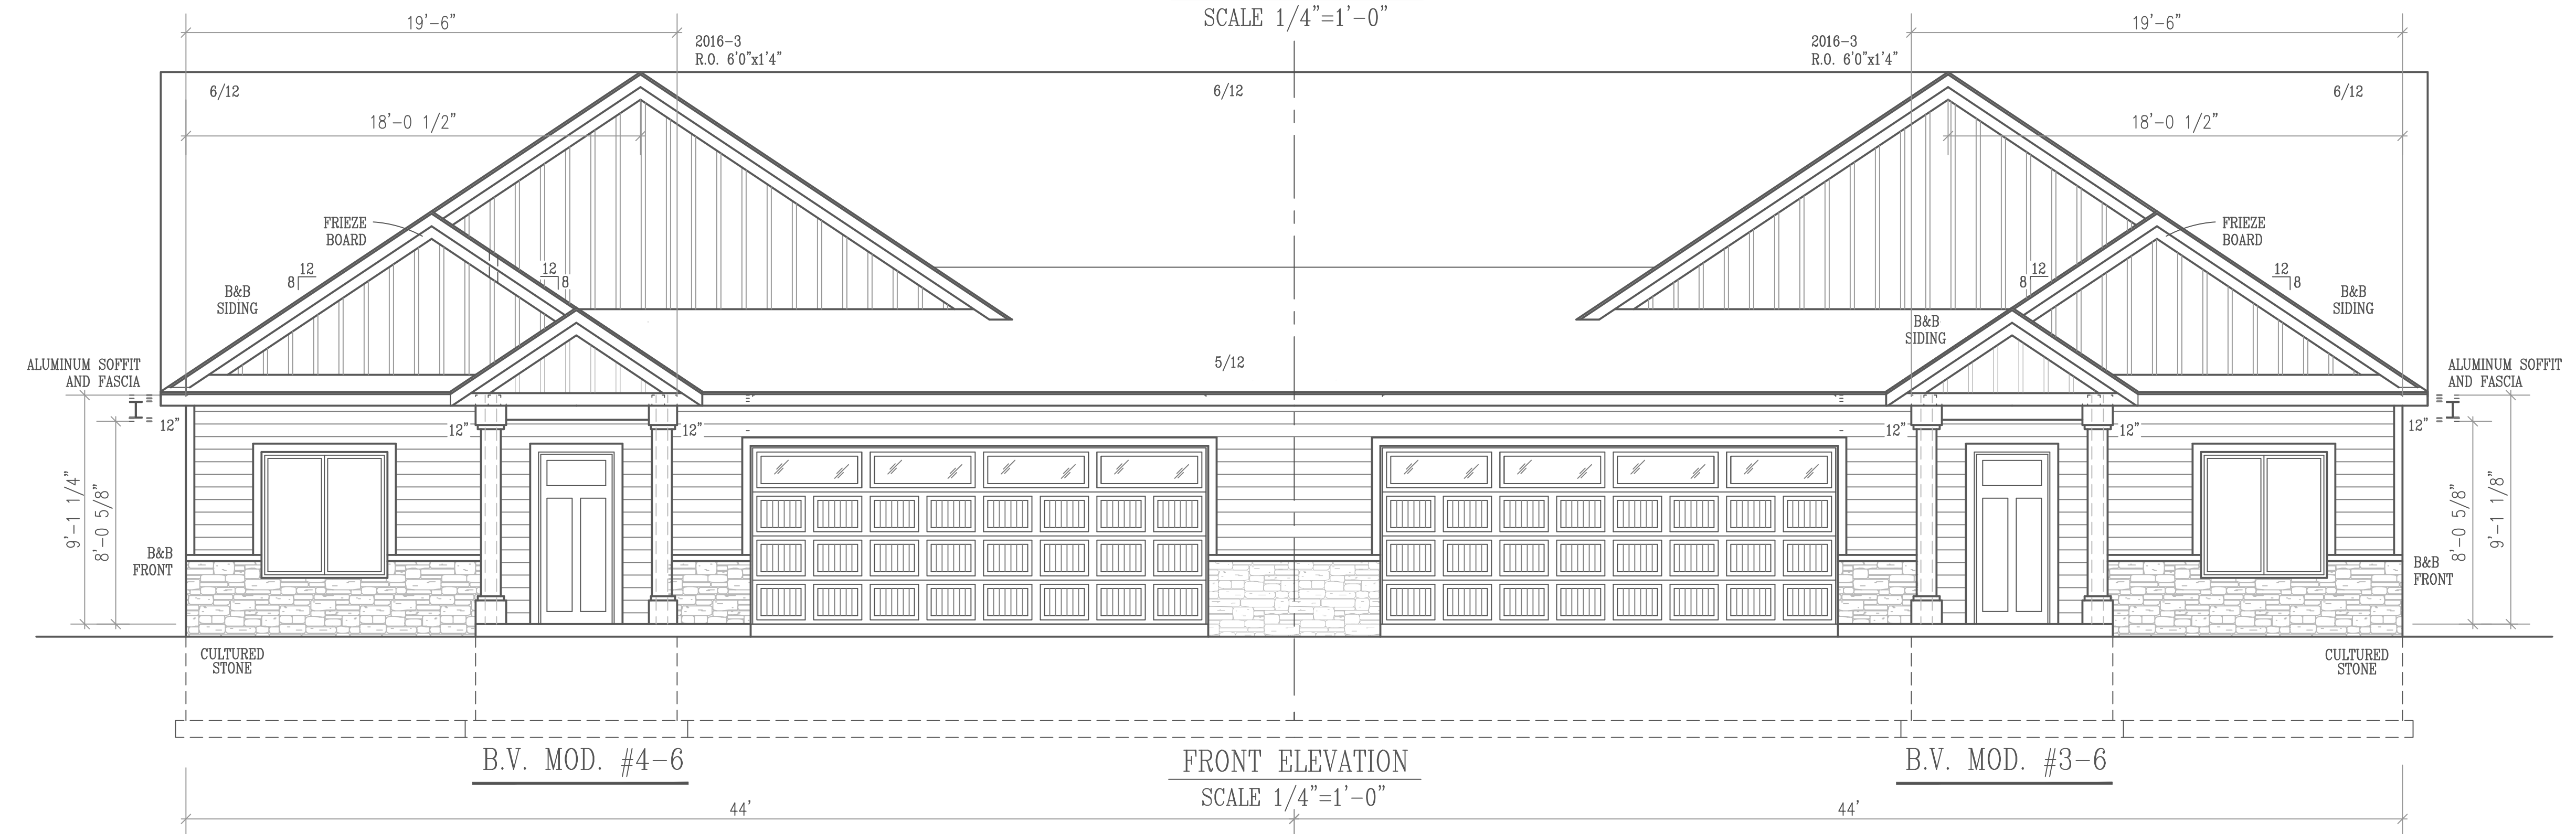 SCALE 1/4"=1'-0"
19'-6"
19'-6"
2016-3
R.O. 6'0"x1'4"
2016-3
R.O. 6'0"x1'4"
6/12
6/12
6/12
18'-0 1/2"
18'-0 1/2"
FRIEZE
BOARD
FRIEZE
BOARD
12
8
12
8
12
8
12
8
B&B
SIDING
B&B
SIDING
B&B
SIDING
5/12
ALUMINUM SOFFIT
AND FASCIA
ALUMINUM SOFFIT
AND FASCIA
12"
12"
12"
12"
12"
12"
9'-1 1/4"
8'-0 5/8"
8'-0 5/8"
9'-1 1/8"
B&B
FRONT
B&B
FRONT
CULTURED
STONE
CULTURED
STONE
B.V. MOD. #4-6
FRONT ELEVATION
SCALE 1/4"=1'-0"
B.V. MOD. #3-6
44'
44'